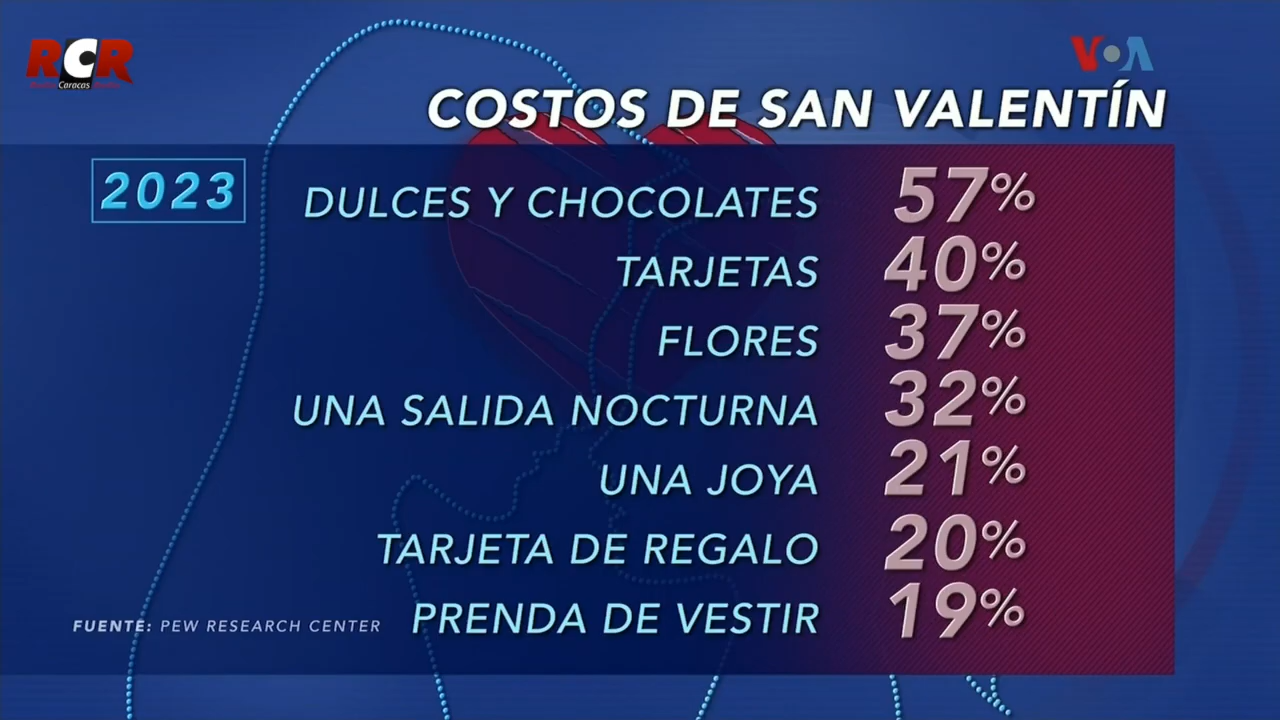 RCR
Caracas
VOA
COSTOS DE SAN VALENTÍN
2023
DULCES Y CHOCOLATES 57%
TARJETAS 40%
FLORES 37%
UNA SALIDA NOCTURNA 32%
UNA JOYA 21%
TARJETA DE REGALO 20%
PRENDA DE VESTIR 19%
FUENTE: PEW RESEARCH CENTER